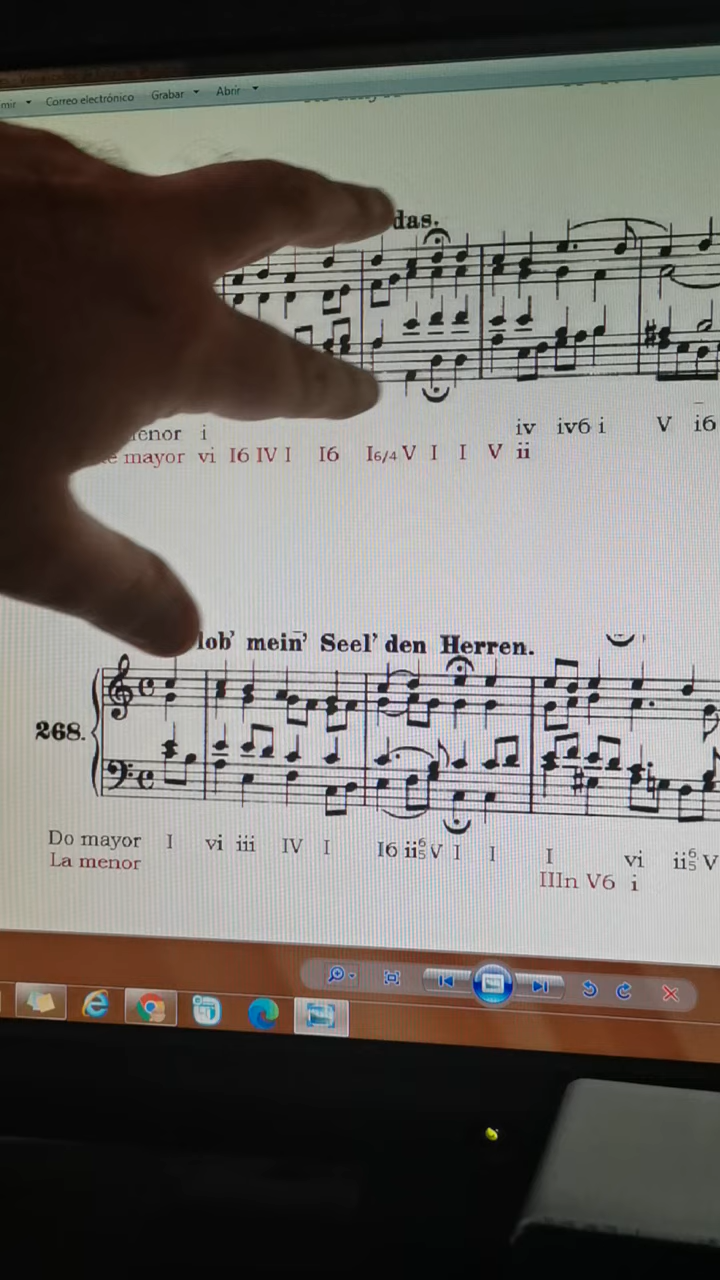 Correo electrónico Grabar Abrir
das.
i iv iv6 i V i6
mayor vi I6 IV I I6 I6/4 V I I V ii
lob' mein' Seel' den Herren.
268.
Do mayor I vi iii IV I I6 ii6/5 V I I I vi ii6/5 V
La menor IIIn V6 i